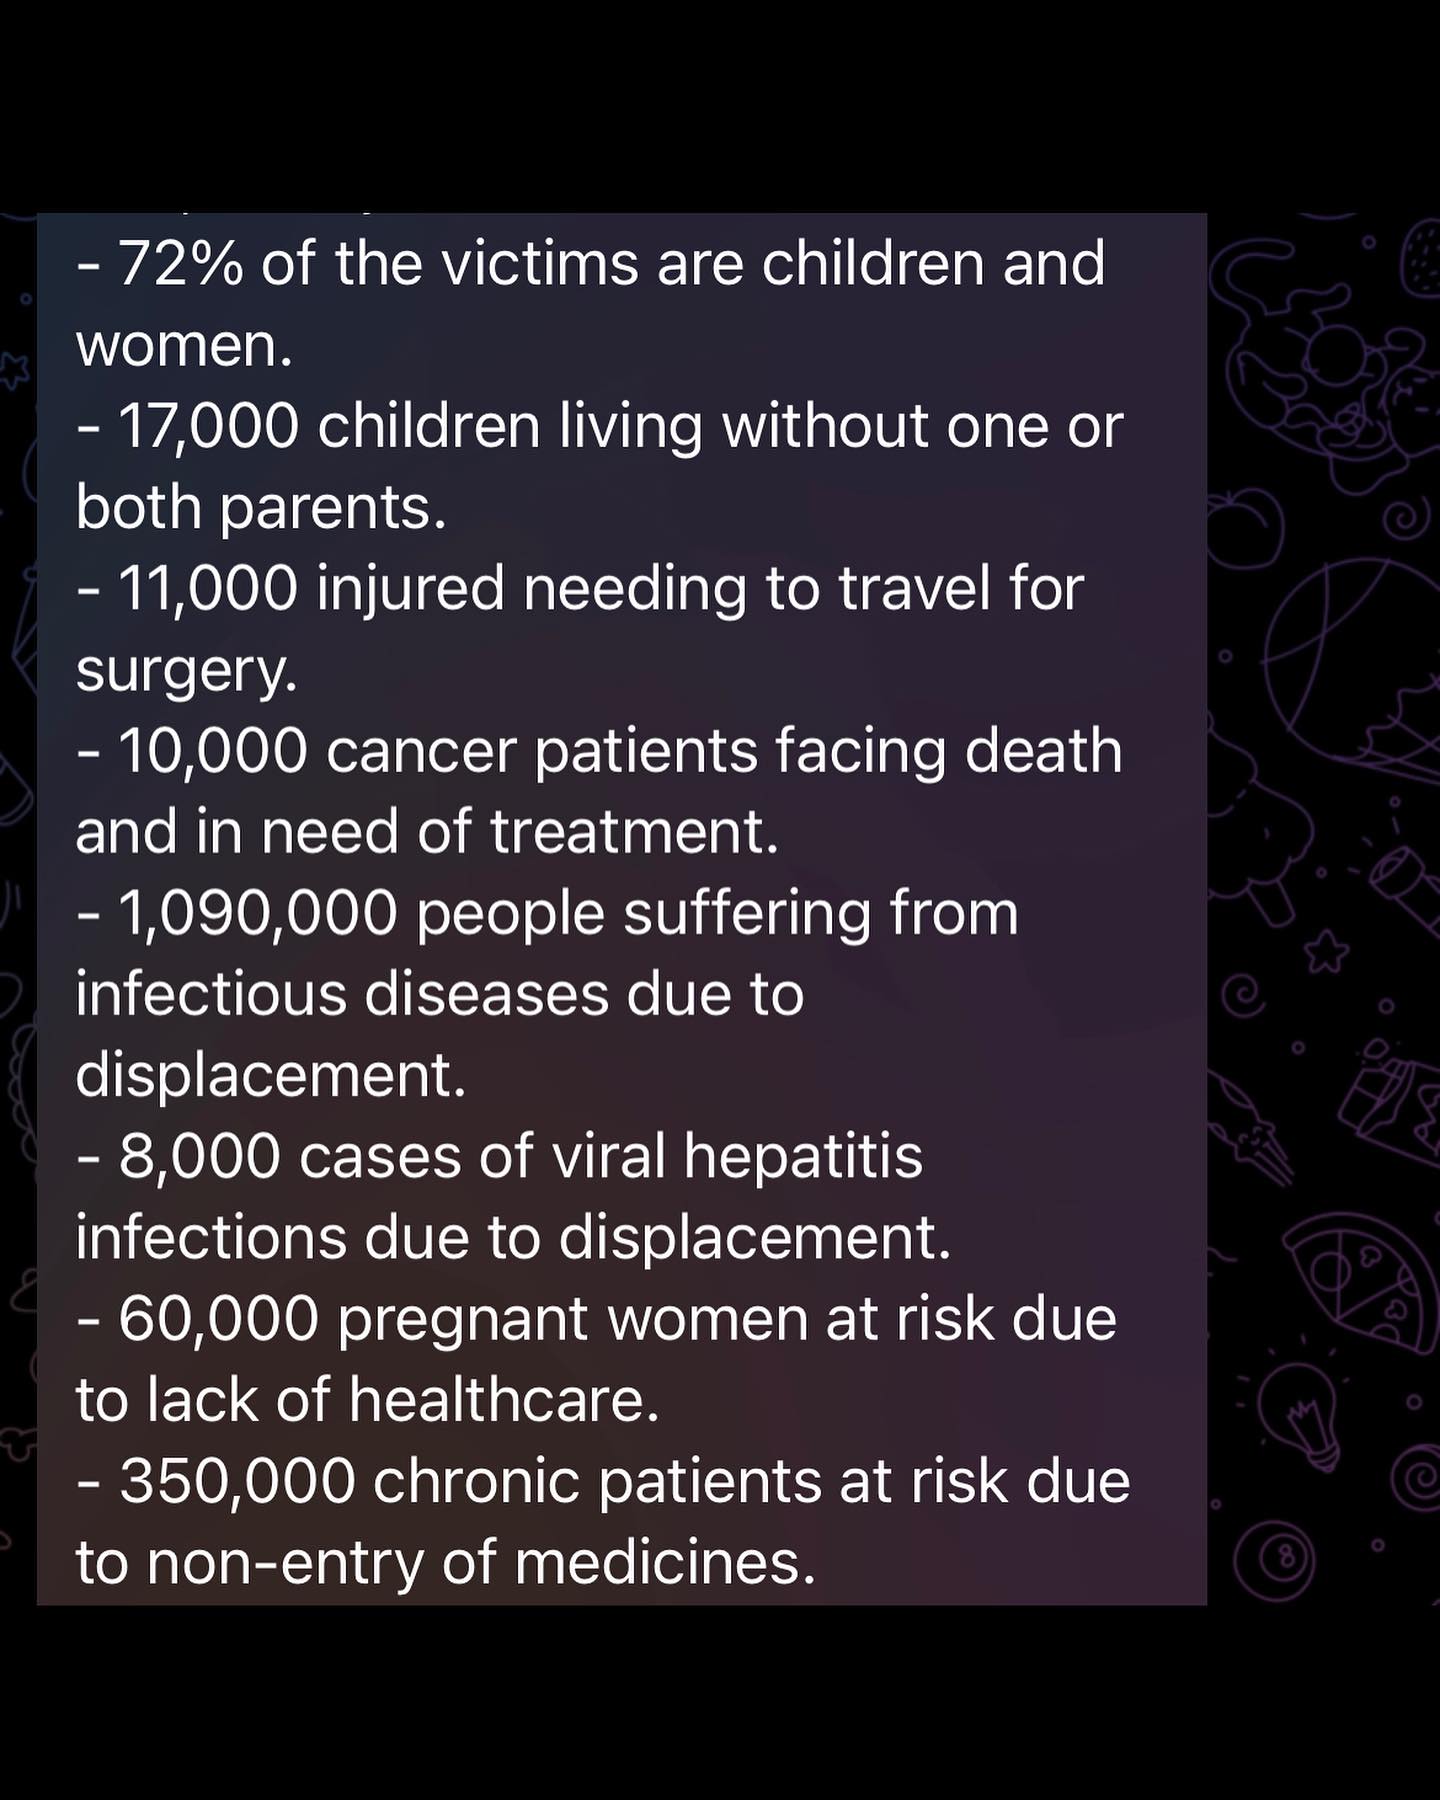 - 72% of the victims are children and
women.
- 17,000 children living without one or
both parents.
- 11,000 injured needing to travel for
surgery.
- 10,000 cancer patients facing death
and in need of treatment.
- 1,090,000 people suffering from
infectious diseases due to
displacement.
- 8,000 cases of viral hepatitis
infections due to displacement.
- 60,000 pregnant women at risk due
to lack of healthcare.
- 350,000 chronic patients at risk due
to non-entry of medicines.
8